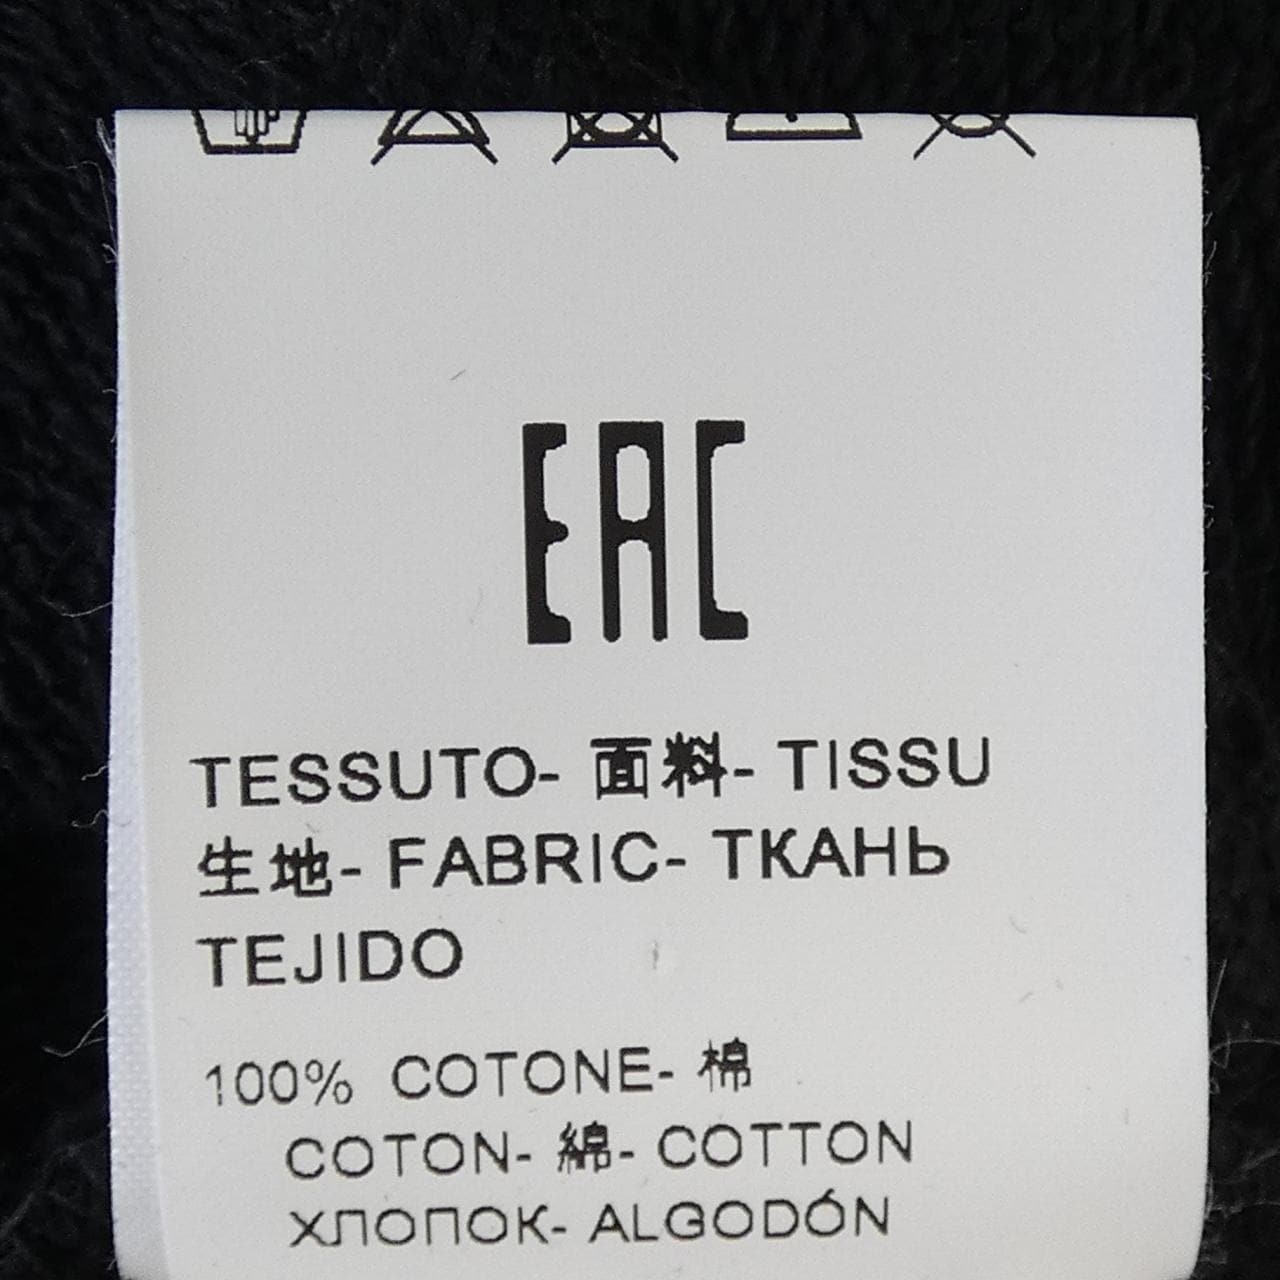 EAC
TESSUTO- 面料- TISSU
生地- FABRIC- ТКАНЬ
TEJIDO
100% COTONE- 棉
COTON- 綿- COTTON
ХЛОПОК- ALGODÓN